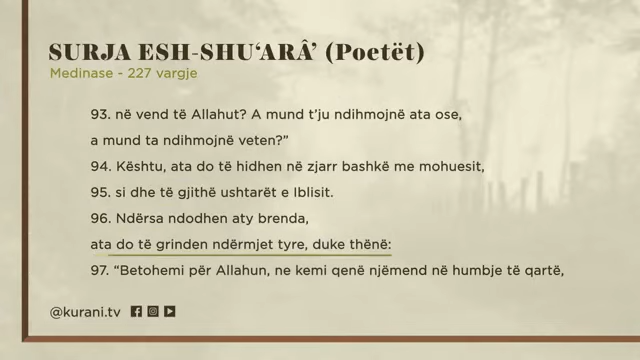 SURJA ESH-SHU‘ARÂ’ (Poetët)
Medinase - 227 vargje
93. në vend të Allahut? A mund t’ju ndihmojnë ata ose,
a mund ta ndihmojnë veten?”
94. Kështu, ata do të hidhen në zjarr bashkë me mohuesit,
95. si dhe të gjithë ushtarët e Iblisit.
96. Ndërsa ndodhen aty brenda,
ata do të grinden ndërmjet tyre, duke thënë:
97. “Betohemi për Allahun, ne kemi qenë njëmend në humbje të qartë,
@kurani.tv